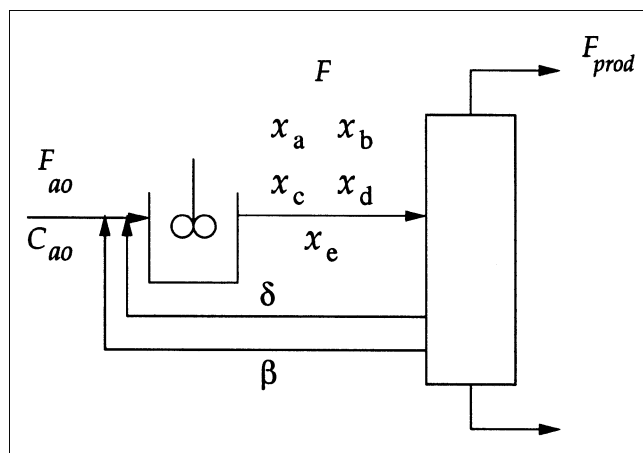 F
F_prod
x_a x_b
F_ao
x_c x_d
C_ao
x_e
δ
β